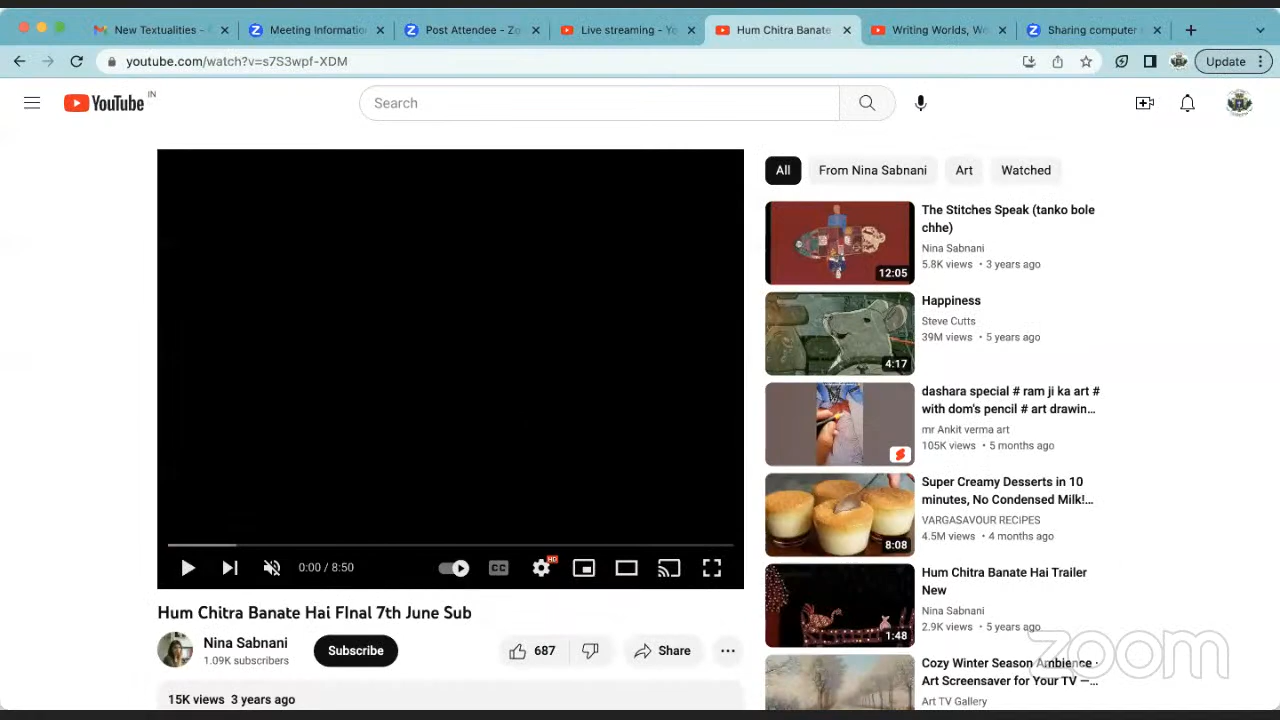 New Textualities -
Meeting Informatio
Post Attendee - Zo
Live streaming - Yo
Hum Chitra Banate
Writing Worlds, W
Sharing computer
youtube.com/watch?v=s7S3wpf-XDM
Update
YouTube IN
Search
All
From Nina Sabnani
Art
Watched
The Stitches Speak (tanko bole
chhe)
Nina Sabnani
5.8K views • 3 years ago
12:05
Happiness
Steve Cutts
39M views • 5 years ago
4:17
dashara special # ram ji ka art #
with dom's pencil # art drawin...
mr Ankit verma art
105K views • 5 months ago
Super Creamy Desserts in 10
minutes, No Condensed Milk!...
VARGASAVOUR RECIPES
4.5M views • 4 months ago
8:08
Hum Chitra Banate Hai Trailer
New
Nina Sabnani
2.9K views • 5 years ago
1:48
Cozy Winter Season Ambience ·
Art Screensaver for Your TV —...
Art TV Gallery
0:00 / 8:50
CC
HD
Hum Chitra Banate Hai FInal 7th June Sub
Nina Sabnani
1.09K subscribers
Subscribe
687
Share
15K views 3 years ago
zoom